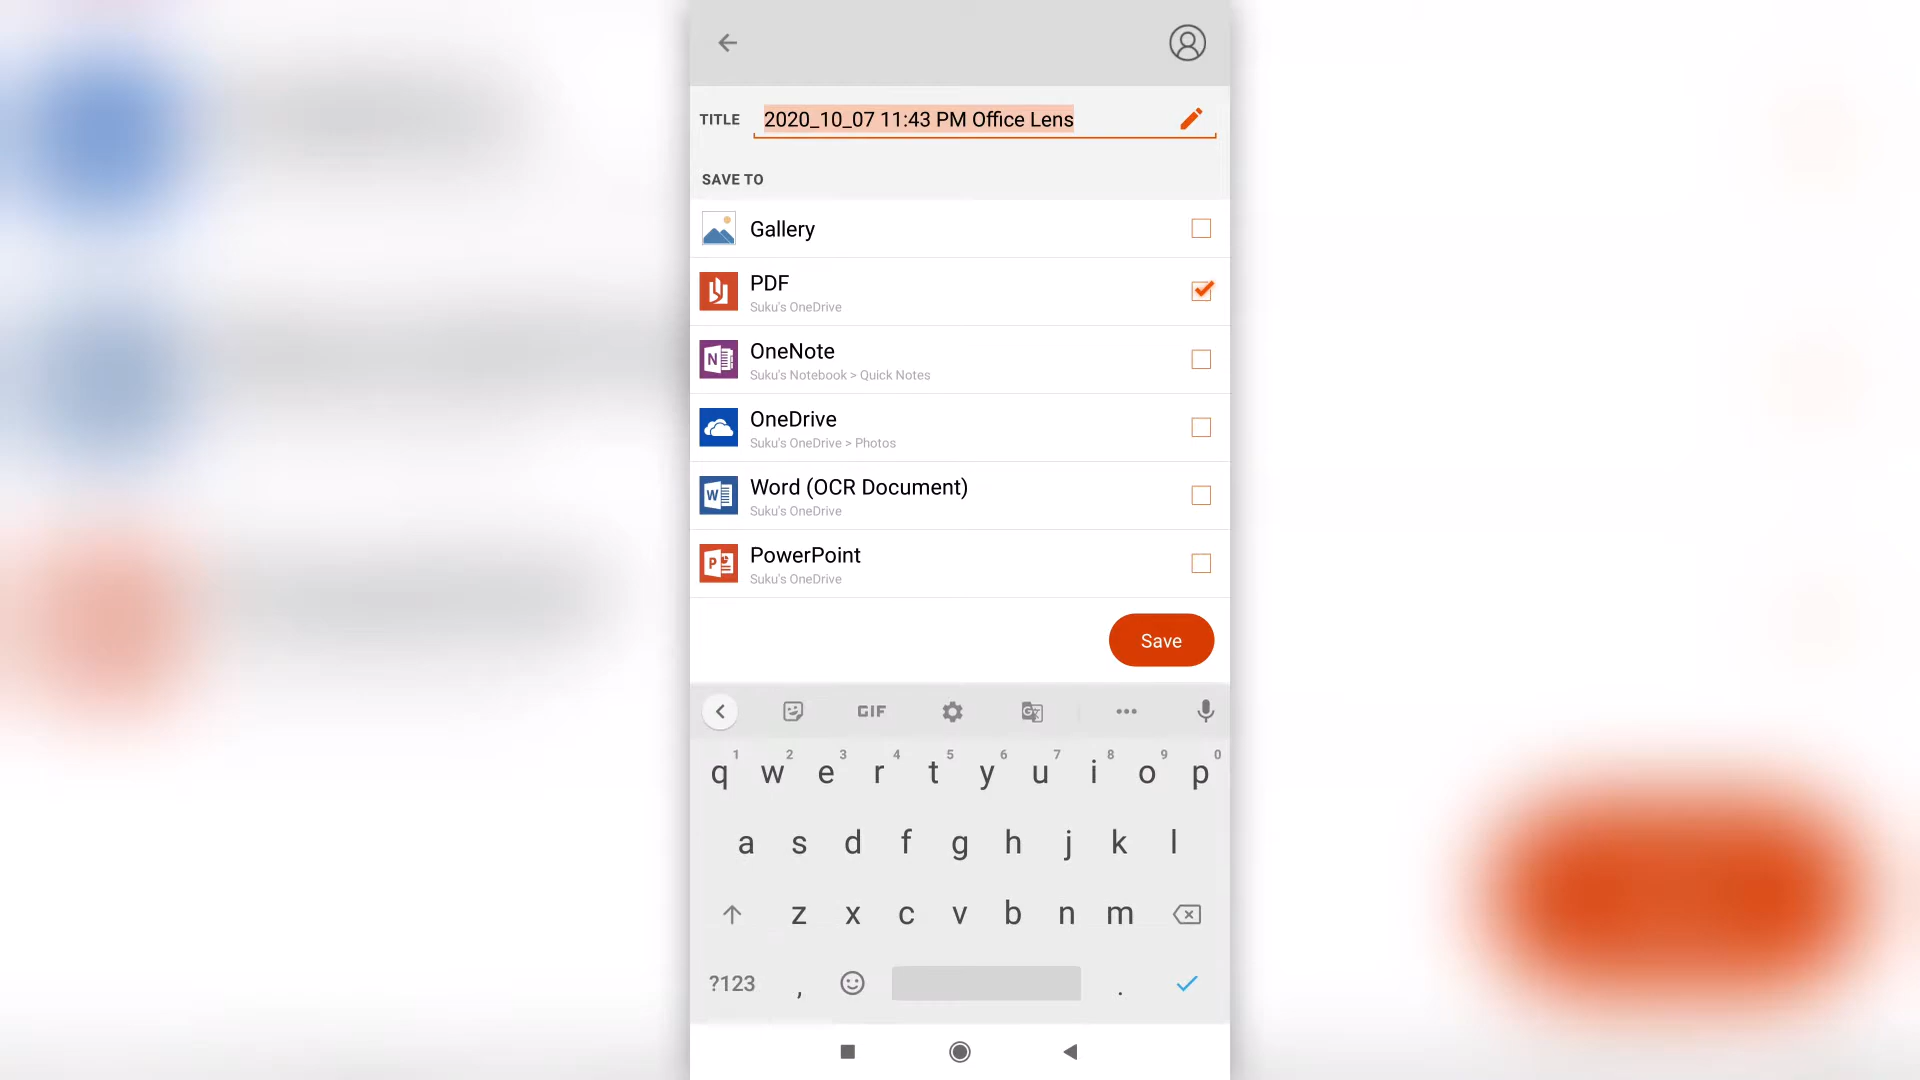 TITLE 2020_10_07 11:43 PM Office Lens
SAVE TO
Gallery
PDF
Suku's OneDrive
OneNote
Suku's Notebook > Quick Notes
OneDrive
Suku's OneDrive > Photos
Word (OCR Document)
Suku's OneDrive
PowerPoint
Suku's OneDrive
Save
GIF
1 2 3 4 5 6 7 8 9 0
q w e r t y u i o p
a s d f g h j k l
z x c v b n m
?123 , .